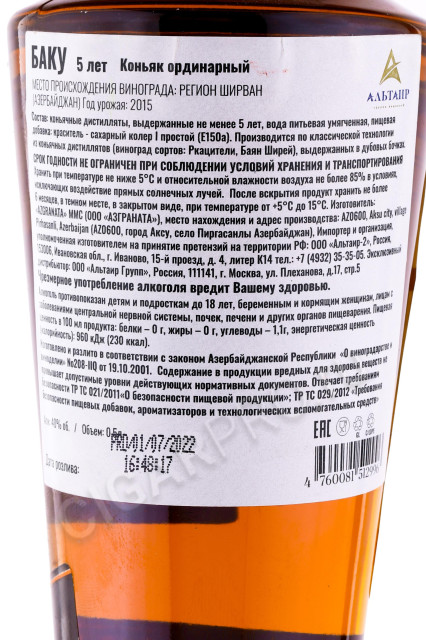 БАКУ 5 лет Коньяк ординарный
АЛЬТАИР
МЕСТО ПРОИСХОЖДЕНИЯ ВИНОГРАДА: РЕГИОН ШИРВАН
(АЗЕРБАЙДЖАН) Год урожая: 2015
Состав: коньячные дистилляты, выдержанные не менее 5 лет, вода питьевая умягченная, пищевая
добавка: краситель - сахарный колер I простой (Е150а). Производится по классической технологии
из коньячных дистиллятов (виноград сортов: Ркацители, Баян Ширей), выдержанных в дубовых бочках.
СРОК ГОДНОСТИ НЕ ОГРАНИЧЕН ПРИ СОБЛЮДЕНИИ УСЛОВИЙ ХРАНЕНИЯ И ТРАНСПОРТИРОВАНИЯ
Хранить при температуре не ниже 5°С и относительной влажности воздуха не более 85% в условиях,
исключающих воздействие прямых солнечных лучей. После вскрытия продукт хранить не более
месяцев, в темном месте, в закрытом виде, при температуре от +5°С до +15°С. Изготовитель:
«AZGRANATA» ММС («АЗГРАНАТА»), место нахождения и адрес производства: AZ0600, Aksu city, village
Pirhasanli, Azerbaijan (AZ0600, город Аксу, село Пиргасанлы Азербайджан), Импортер и организация,
уполномоченная изготовителем на принятие претензий на территории РФ: ООО «Альтаир-2», Россия,
153006, Ивановская обл., г. Иваново, 15-й проезд, д. 4, литер К14 тел.: +7 (4932) 35-35-05. Эксклюзивный
дистрибьютор: ООО «Альтаир Групп», Россия, 111141, г. Москва, ул. Плеханова, д.17, стр.5
Чрезмерное употребление алкоголя вредит Вашему здоровью.
Алкоголь противопоказан детям и подросткам до 18 лет, беременным и кормящим женщинам, лицам с
заболеваниями центральной нервной системы, почек, печени и других органов пищеварения. Пищевая
ценность в 100 мл продукта: белки – 0 г, жиры – 0 г, углеводы – 1,1г, энергетическая ценность
(калорийность): 960 кДж (230 ккал).
Изготовлено и разлито в соответствии с законом Азербайджанской Республики «О виноградарстве и
виноделии» №208-IIQ от 19.10.2001. Содержание в продукции вредных для здоровья веществ не
превышает допустимые уровни действующих нормативных документов. Отвечает требованиям
безопасности ТР ТС 021/2011«О безопасности пищевой продукции»; ТР ТС 029/2012 «Требования
безопасности пищевых добавок, ароматизаторов и технологических вспомогательных средств»
40% об. / Объем: 0,5
EAC
Дата розлива:
01/07/2022
16:48:17
4 760081 51299